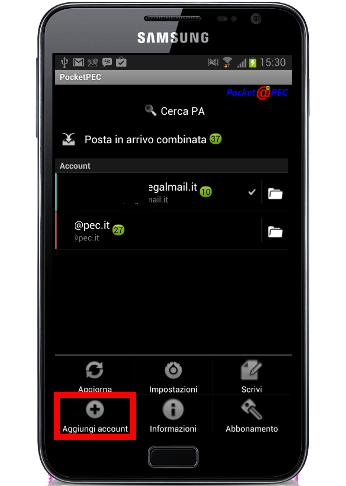 SAMSUNG
15:30
PocketPEC
Pocket@PEC
Cerca PA
Posta in arrivo combinata 37
Account
egalmail.it 10
mail.it
@pec.it 27
@pec.it
Aggiorna Impostazioni Scrivi
Aggiungi account Informazioni Abbonamento